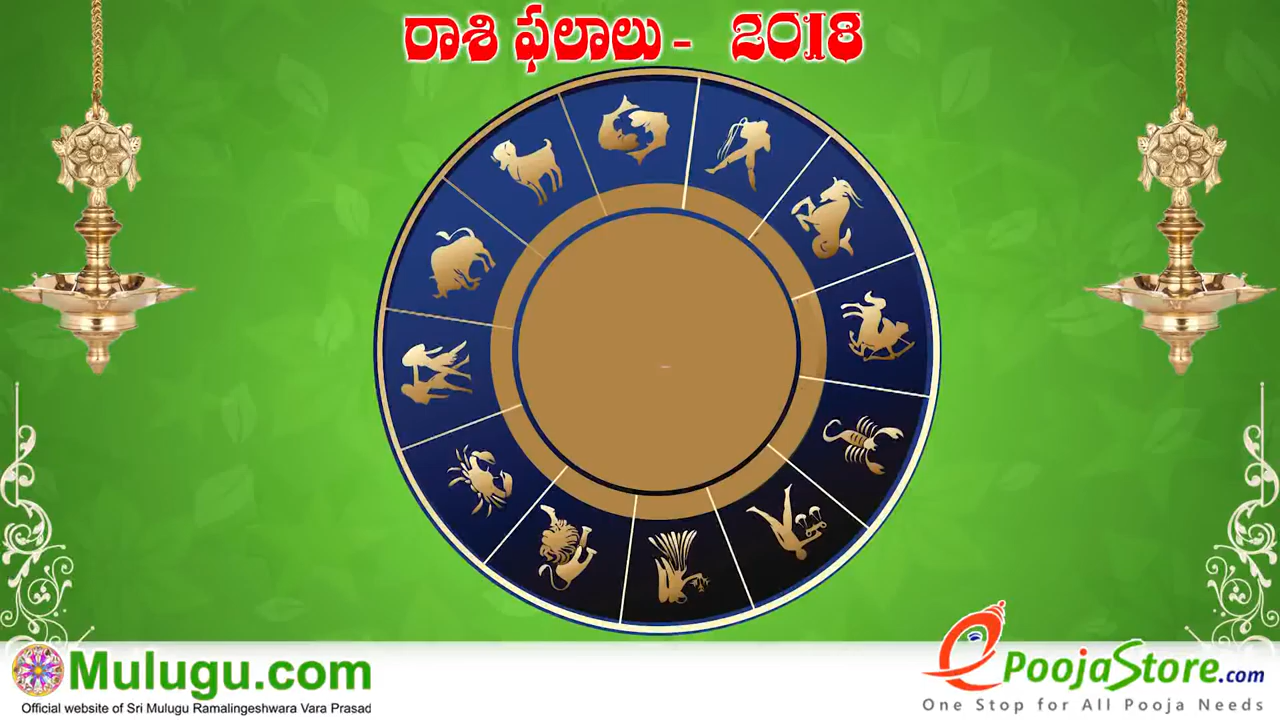 రాశి ఫలాలు - 2018
Mulugu.com
Official website of Sri Mulugu Ramalingeshwara Vara Prasad
ePoojaStore.com
One Stop for All Pooja Needs